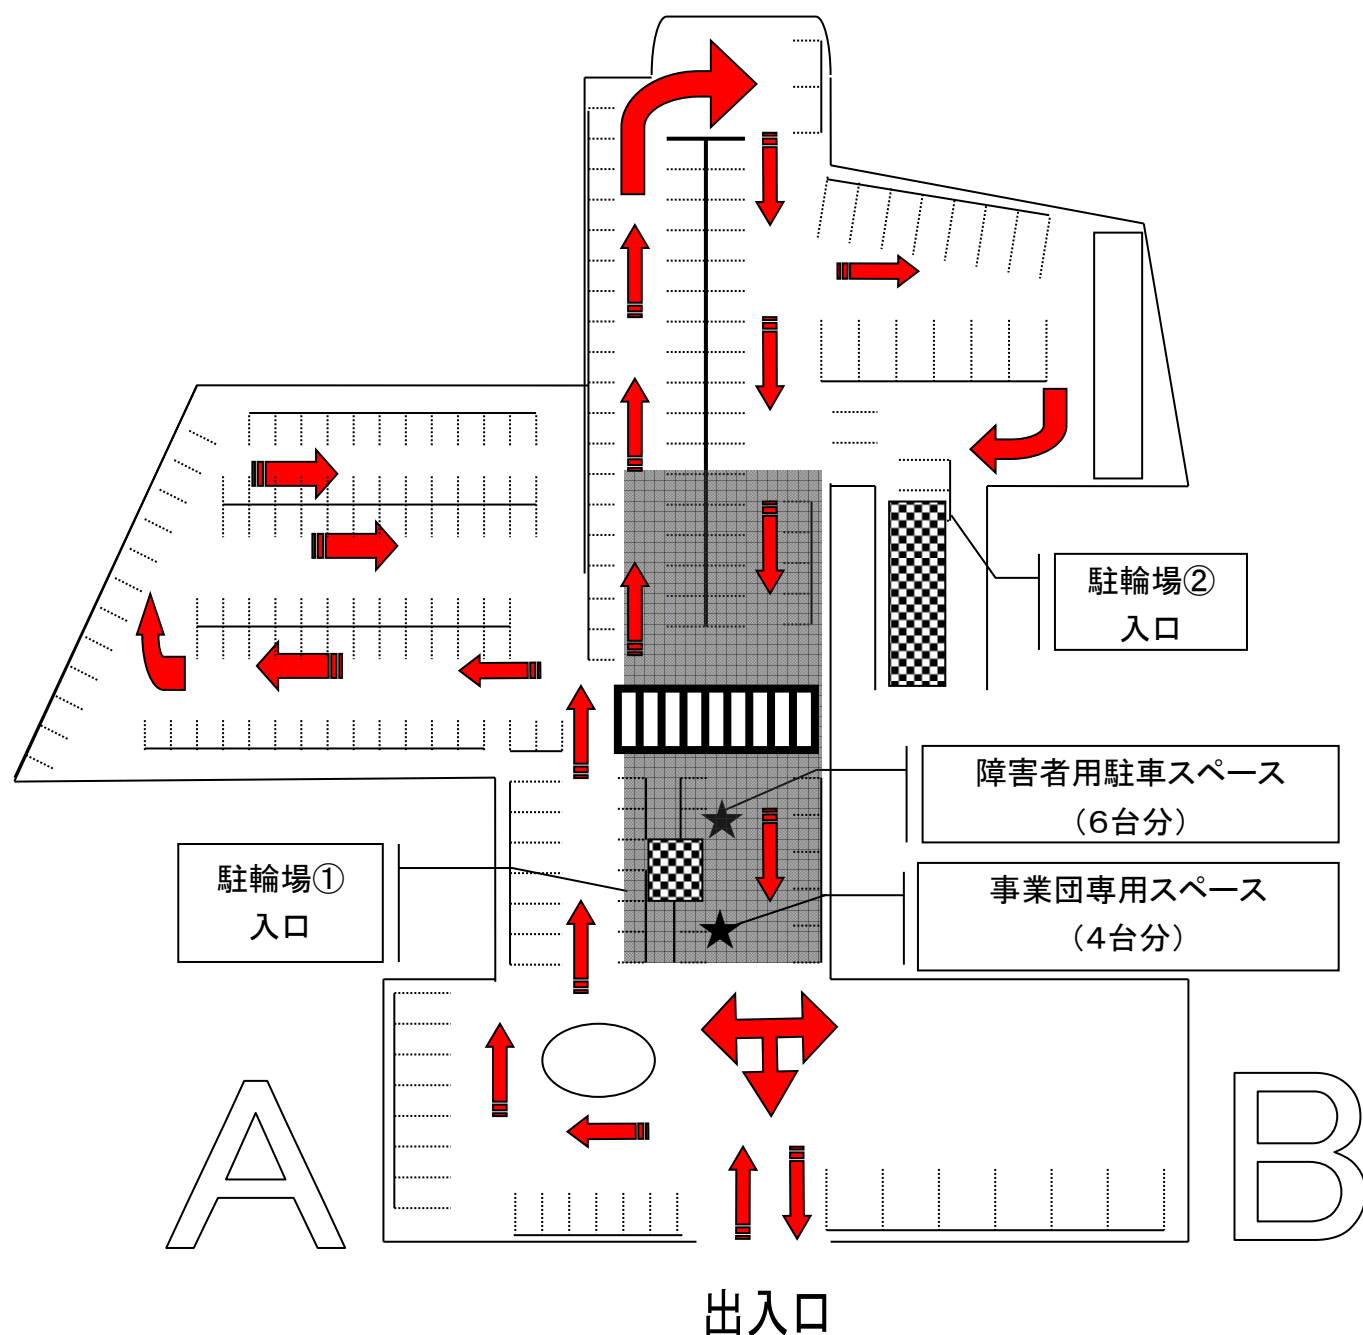 駐輪場②
入口
障害者用駐車スペース
（６台分）
駐輪場①
入口
事業団専用スペース
（４台分）
A
B
出入口